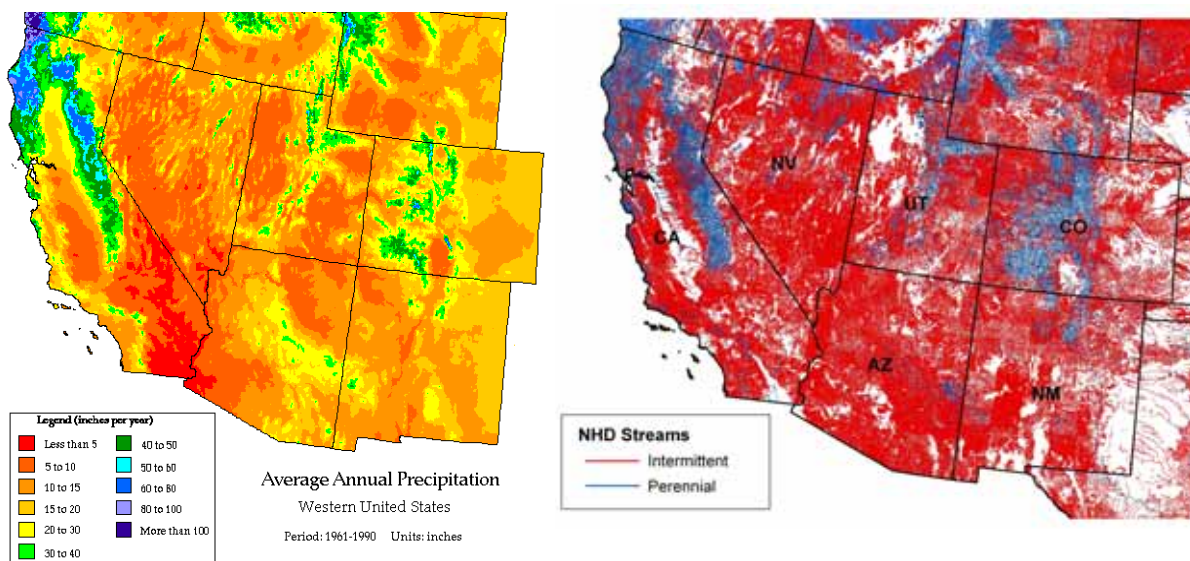 Legend (inches per year)
Less than 5
5 to 10
10 to 15
15 to 20
20 to 30
30 to 40
40 to 50
50 to 60
60 to 80
80 to 100
More than 100
Average Annual Precipitation
Western United States
Period: 1961-1990 Units: inches
NV
UT
CA
CO
AZ
NM
NHD Streams
Intermittent
Perennial